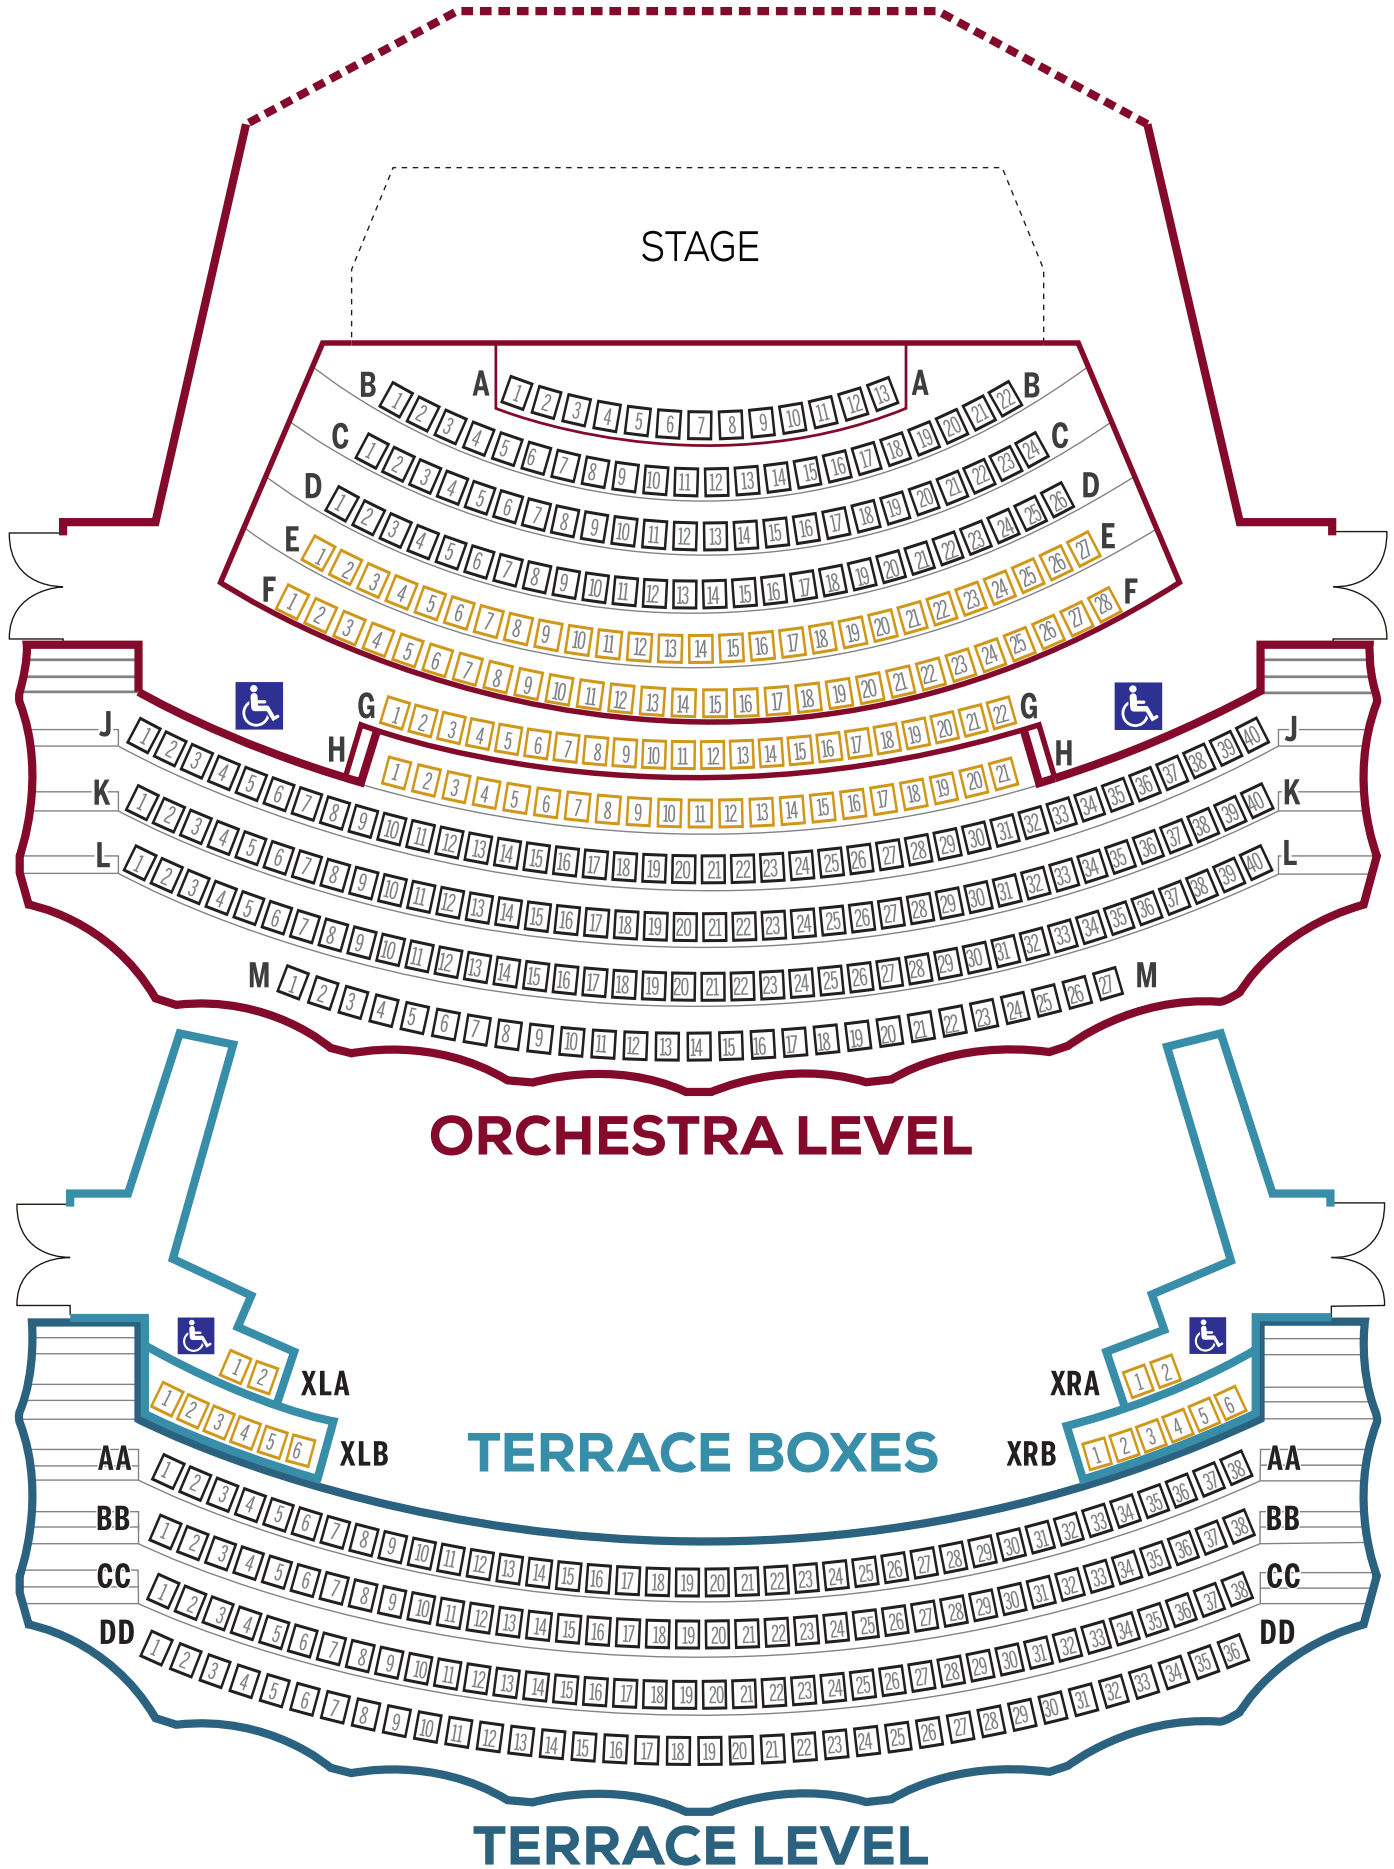 STAGE
A 1 2 3 4 5 6 7 8 9 10 11 12 13 A
B 1 2 3 4 5 6 7 8 9 10 11 12 13 14 15 16 17 18 19 20 21 22 B
C 1 2 3 4 5 6 7 8 9 10 11 12 13 14 15 16 17 18 19 20 21 22 23 24 C
D 1 2 3 4 5 6 7 8 9 10 11 12 13 14 15 16 17 18 19 20 21 22 23 24 25 26 D
E 1 2 3 4 5 6 7 8 9 10 11 12 13 14 15 16 17 18 19 20 21 22 23 24 25 26 27 E
F 1 2 3 4 5 6 7 8 9 10 11 12 13 14 15 16 17 18 19 20 21 22 23 24 25 26 27 28 F
G 1 2 3 4 5 6 7 8 9 10 11 12 13 14 15 16 17 18 19 20 21 22 G
H 1 2 3 4 5 6 7 8 9 10 11 12 13 14 15 16 17 18 19 20 21 H
J 1 2 3 4 5 6 7 8 9 10 11 12 13 14 15 16 17 18 19 20 21 22 23 24 25 26 27 28 29 30 31 32 33 34 35 36 37 38 39 40 J
K 1 2 3 4 5 6 7 8 9 10 11 12 13 14 15 16 17 18 19 20 21 22 23 24 25 26 27 28 29 30 31 32 33 34 35 36 37 38 39 40 K
L 1 2 3 4 5 6 7 8 9 10 11 12 13 14 15 16 17 18 19 20 21 22 23 24 25 26 27 28 29 30 31 32 33 34 35 36 37 38 39 40 L
M 1 2 3 4 5 6 7 8 9 10 11 12 13 14 15 16 17 18 19 20 21 22 23 24 25 26 27 M
ORCHESTRA LEVEL
1 2 XLA
XRA 1 2
1 2 3 4 5 6 XLB
TERRACE BOXES
XRB 1 2 3 4 5 6
AA 1 2 3 4 5 6 7 8 9 10 11 12 13 14 15 16 17 18 19 20 21 22 23 24 25 26 27 28 29 30 31 32 33 34 35 36 37 38 AA
BB 1 2 3 4 5 6 7 8 9 10 11 12 13 14 15 16 17 18 19 20 21 22 23 24 25 26 27 28 29 30 31 32 33 34 35 36 37 38 BB
CC 1 2 3 4 5 6 7 8 9 10 11 12 13 14 15 16 17 18 19 20 21 22 23 24 25 26 27 28 29 30 31 32 33 34 35 36 37 38 CC
DD 1 2 3 4 5 6 7 8 9 10 11 12 13 14 15 16 17 18 19 20 21 22 23 24 25 26 27 28 29 30 31 32 33 34 35 36 DD
TERRACE LEVEL